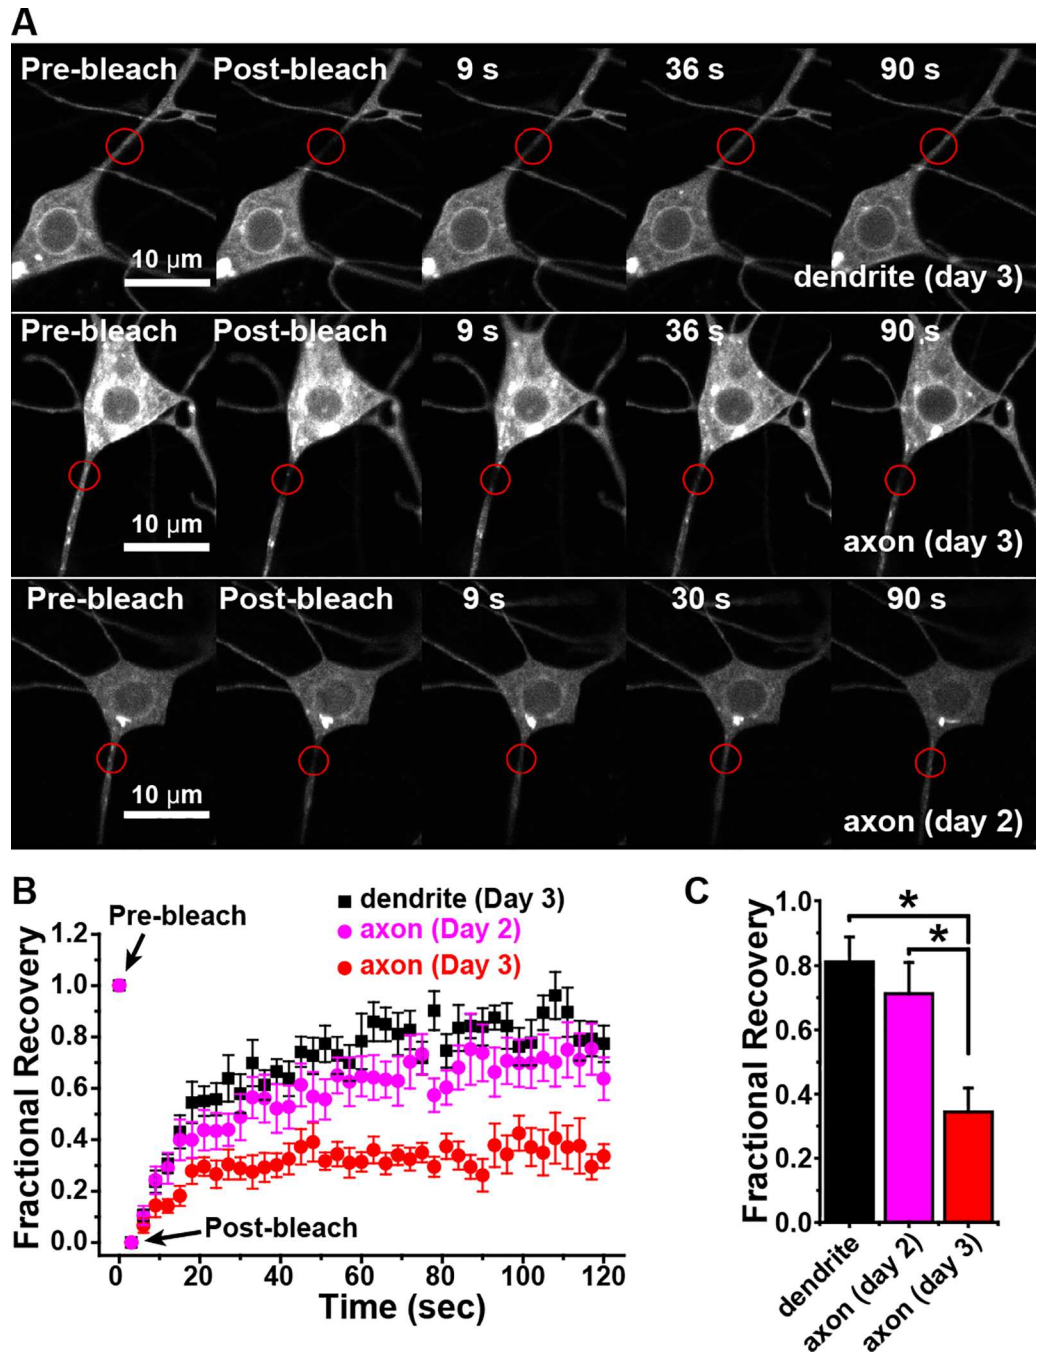 A
Pre-bleach Post-bleach 9 s 36 s 90 s
10 μm
dendrite (day 3)
Pre-bleach Post-bleach 9 s 36 s 90 s
10 μm
axon (day 3)
Pre-bleach Post-bleach 9 s 30 s 90 s
10 μm
axon (day 2)
B
Pre-bleach
dendrite (Day 3)
axon (Day 2)
axon (Day 3)
Fractional Recovery
1.2
1.0
0.8
0.6
0.4
0.2
0.0
Post-bleach
0 20 40 60 80 100 120
Time (sec)
C
Fractional Recovery
1.0
0.8
0.6
0.4
0.2
0.0
* 
*
dendrite
axon (day 2)
axon (day 3)